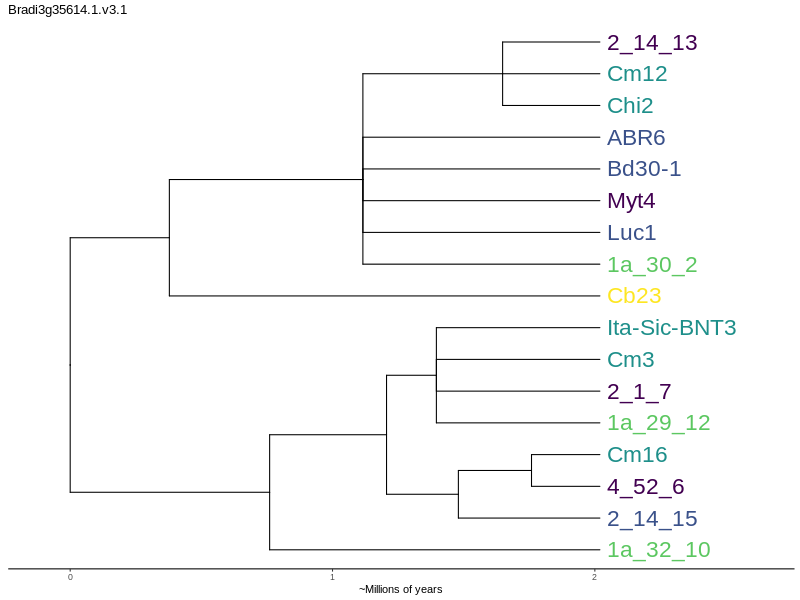 Bradi3g35614.1.v3.1
2_14_13
Cm12
Chi2
ABR6
Bd30-1
Myt4
Luc1
1a_30_2
Cb23
Ita-Sic-BNT3
Cm3
2_1_7
1a_29_12
Cm16
4_52_6
2_14_15
1a_32_10
0 1 2
~Millions of years